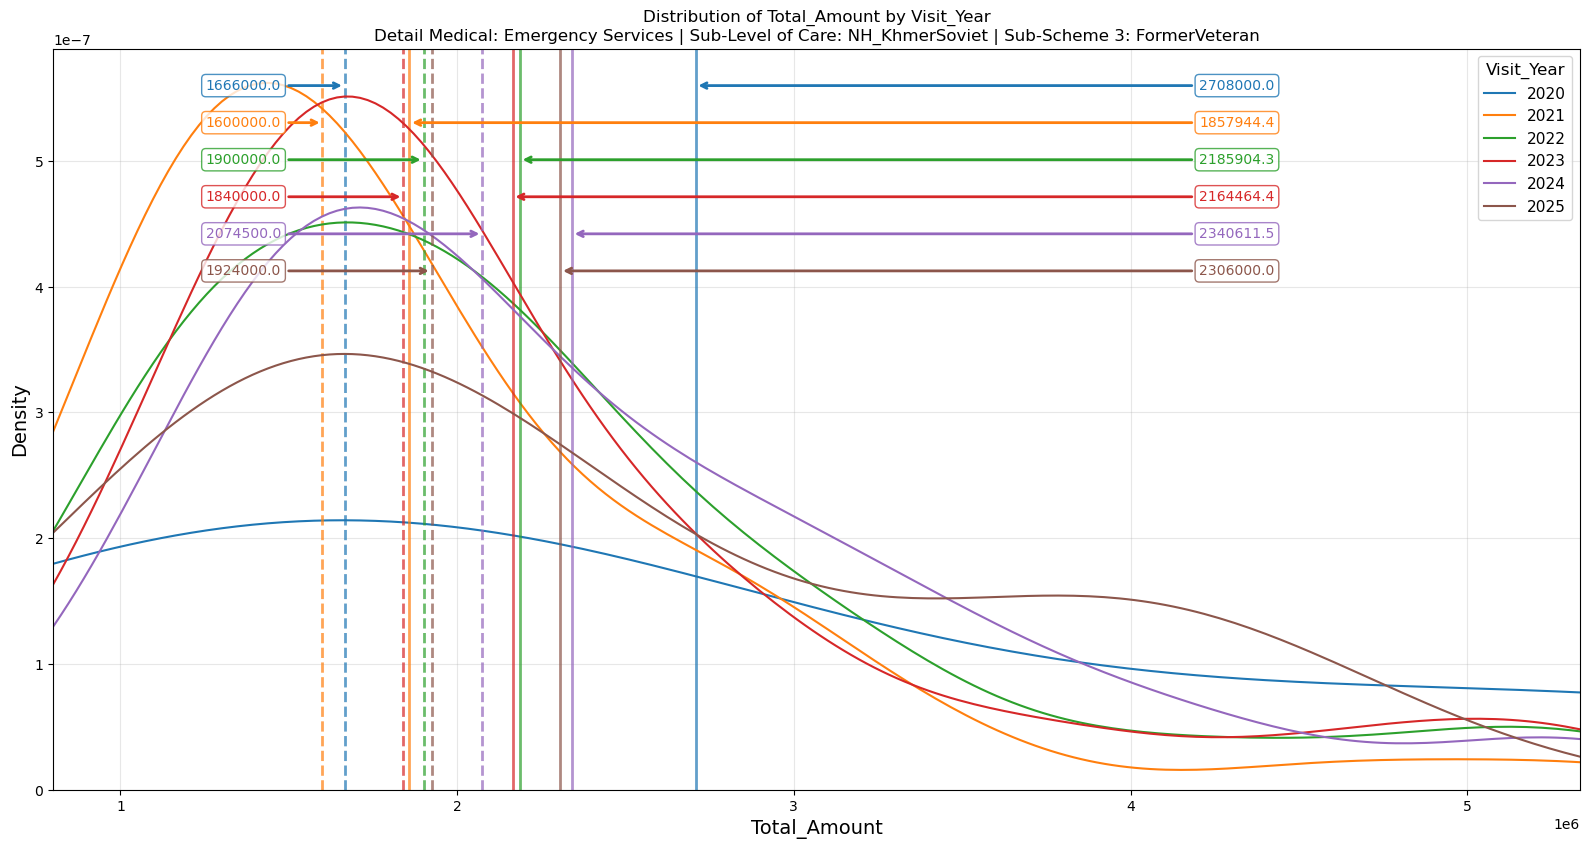 Distribution of Total_Amount by Visit_Year
Detail Medical: Emergency Services | Sub-Level of Care: NH_KhmerSoviet | Sub-Scheme 3: FormerVeteran
1e−7
Visit_Year
2020
2021
2022
2023
2024
2025
1666000.0 2708000.0
1600000.0 1857944.4
1900000.0 2185904.3
1840000.0 2164464.4
2074500.0 2340611.5
1924000.0 2306000.0
5
4
3
2
1
0
Density
1 2 3 4 5
1e6
Total_Amount